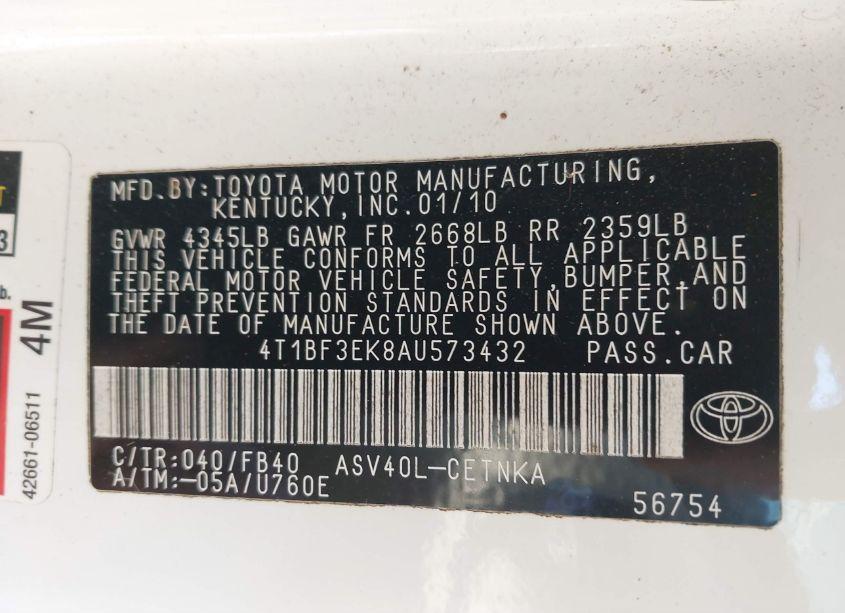 MFD.BY:TOYOTA MOTOR MANUFACTURING,
KENTUCKY,INC.01/10
GVWR 4345LB GAWR FR 2668LB RR 2359LB
THIS VEHICLE CONFORMS TO ALL APPLICABLE
FEDERAL MOTOR VEHICLE SAFETY,BUMPER,AND
THEFT PREVENTION STANDARDS IN EFFECT ON
THE DATE OF MANUFACTURE SHOWN ABOVE.
4T1BF3EK8AU573432 PASS.CAR
C/TR:040/FB40 ASV40L-CETNKA
A/TM:-05A/U760E
56754
4M
42661-06511